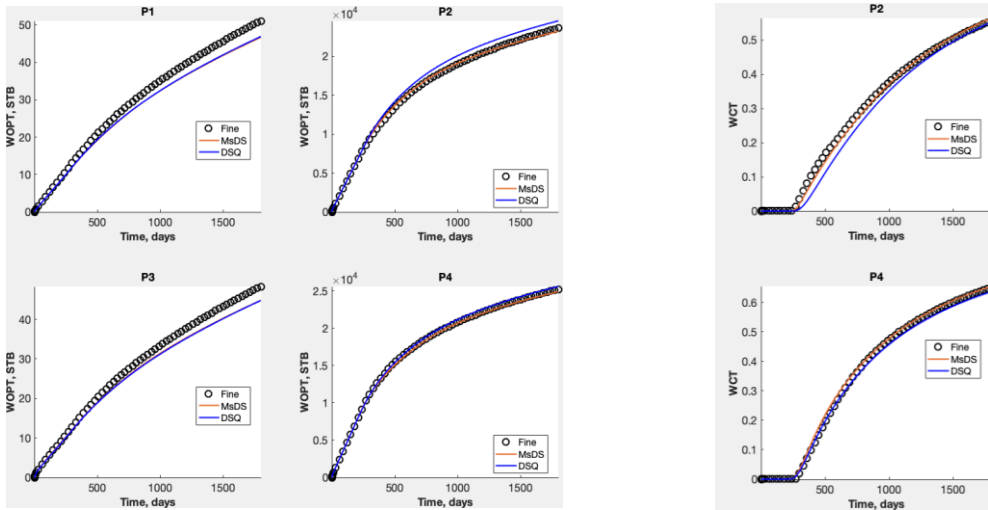 P1
WOPT, STB
50
40
30
20
10
0
Fine
MsDS
DSQ
500 1000 1500
Time, days
P2
×10⁴
WOPT, STB
2
1.5
1
0.5
0
Fine
MsDS
DSQ
500 1000 1500
Time, days
P2
WCT
0.5
0.4
0.3
0.2
0.1
0
Fine
MsDS
DSQ
500 1000 1500
Time, days
P3
WOPT, STB
40
30
20
10
0
Fine
MsDS
DSQ
500 1000 1500
Time, days
P4
×10⁴
WOPT, STB
2.5
2
1.5
1
0.5
0
Fine
MsDS
DSQ
500 1000 1500
Time, days
P4
WCT
0.6
0.5
0.4
0.3
0.2
0.1
0
Fine
MsDS
DSQ
500 1000 1500
Time, days